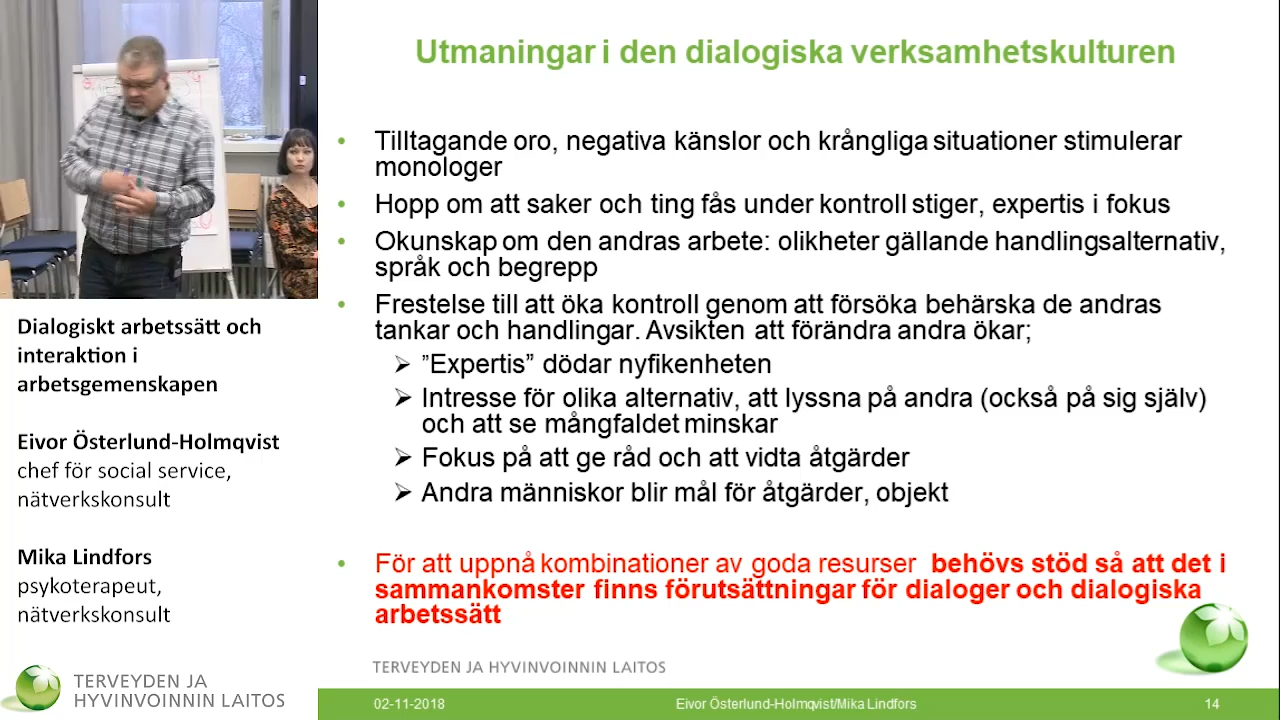 Utmaningar i den dialogiska verksamhetskulturen
• Tilltagande oro, negativa känslor och krångliga situationer stimulerar
monologer
• Hopp om att saker och ting fås under kontroll stiger, expertis i fokus
• Okunskap om den andras arbete: olikheter gällande handlingsalternativ,
språk och begrepp
• Frestelse till att öka kontroll genom att försöka behärska de andras
tankar och handlingar. Avsikten att förändra andra ökar;
➢ ”Expertis” dödar nyfikenheten
➢ Intresse för olika alternativ, att lyssna på andra (också på sig själv)
och att se mångfaldet minskar
➢ Fokus på att ge råd och att vidta åtgärder
➢ Andra människor blir mål för åtgärder, objekt
• För att uppnå kombinationer av goda resurser behövs stöd så att det i
sammankomster finns förutsättningar för dialoger och dialogiska
arbetssätt
TERVEYDEN JA HYVINVOINNIN LAITOS
02-11-2018
Eivor Österlund-Holmqvist/Mika Lindfors
14
Dialogiskt arbetssätt och
interaktion i
arbetsgemenskapen
Eivor Österlund-Holmqvist
chef för social service,
nätverkskonsult
Mika Lindfors
psykoterapeut,
nätverkskonsult
TERVEYDEN JA
HYVINVOINNIN LAITOS